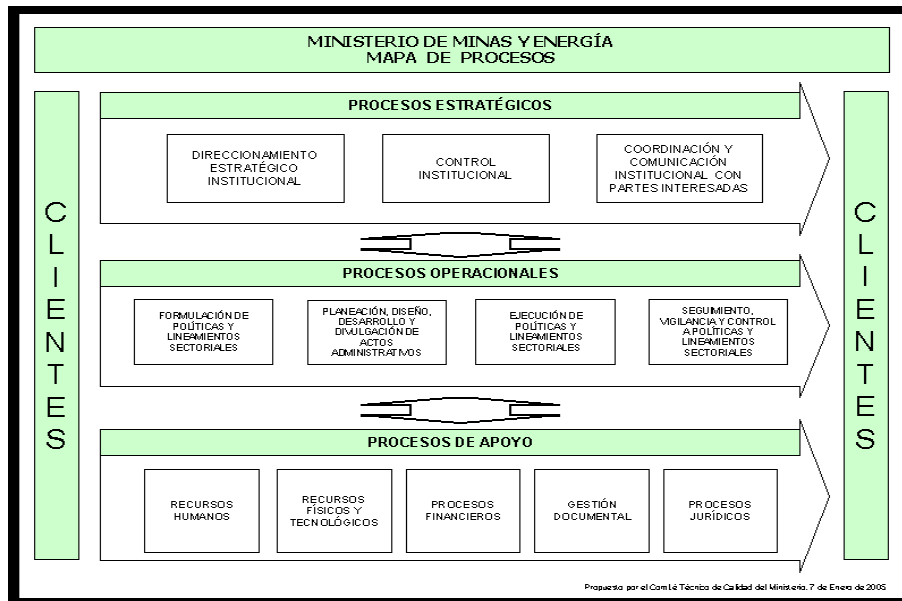 MINISTERIO DE MINAS Y ENERGÍA
MAPA DE PROCESOS
CLIENTES
PROCESOS ESTRATÉGICOS
DIRECCIONAMIENTO
ESTRATÉGICO
INSTITUCIONAL
CONTROL
INSTITUCIONAL
COORDINACIÓN Y
COMUNICACIÓN
INSTITUCIONAL CON
PARTES INTERESADAS
PROCESOS OPERACIONALES
FORMULACIÓN DE
POLÍTICAS Y
LINEAMIENTOS
SECTORIALES
PLANEACIÓN, DISEÑO,
DESARROLLO Y
DIVULGACIÓN DE
ACTOS
ADMINISTRATIVOS
EJECUCIÓN DE
POLÍTICAS Y
LINEAMIENTOS
SECTORIALES
SEGUIMIENTO,
VIGILANCIA Y CONTROL
A POLÍTICAS Y
LINEAMIENTOS
SECTORIALES
PROCESOS DE APOYO
RECURSOS
HUMANOS
RECURSOS
FÍSICOS Y
TECNOLÓGICOS
PROCESOS
FINANCIEROS
GESTIÓN
DOCUMENTAL
PROCESOS
JURÍDICOS
CLIENTES
Propuesto por el Comité Técnico de Calidad del Ministerio, 7 de Enero de 2005